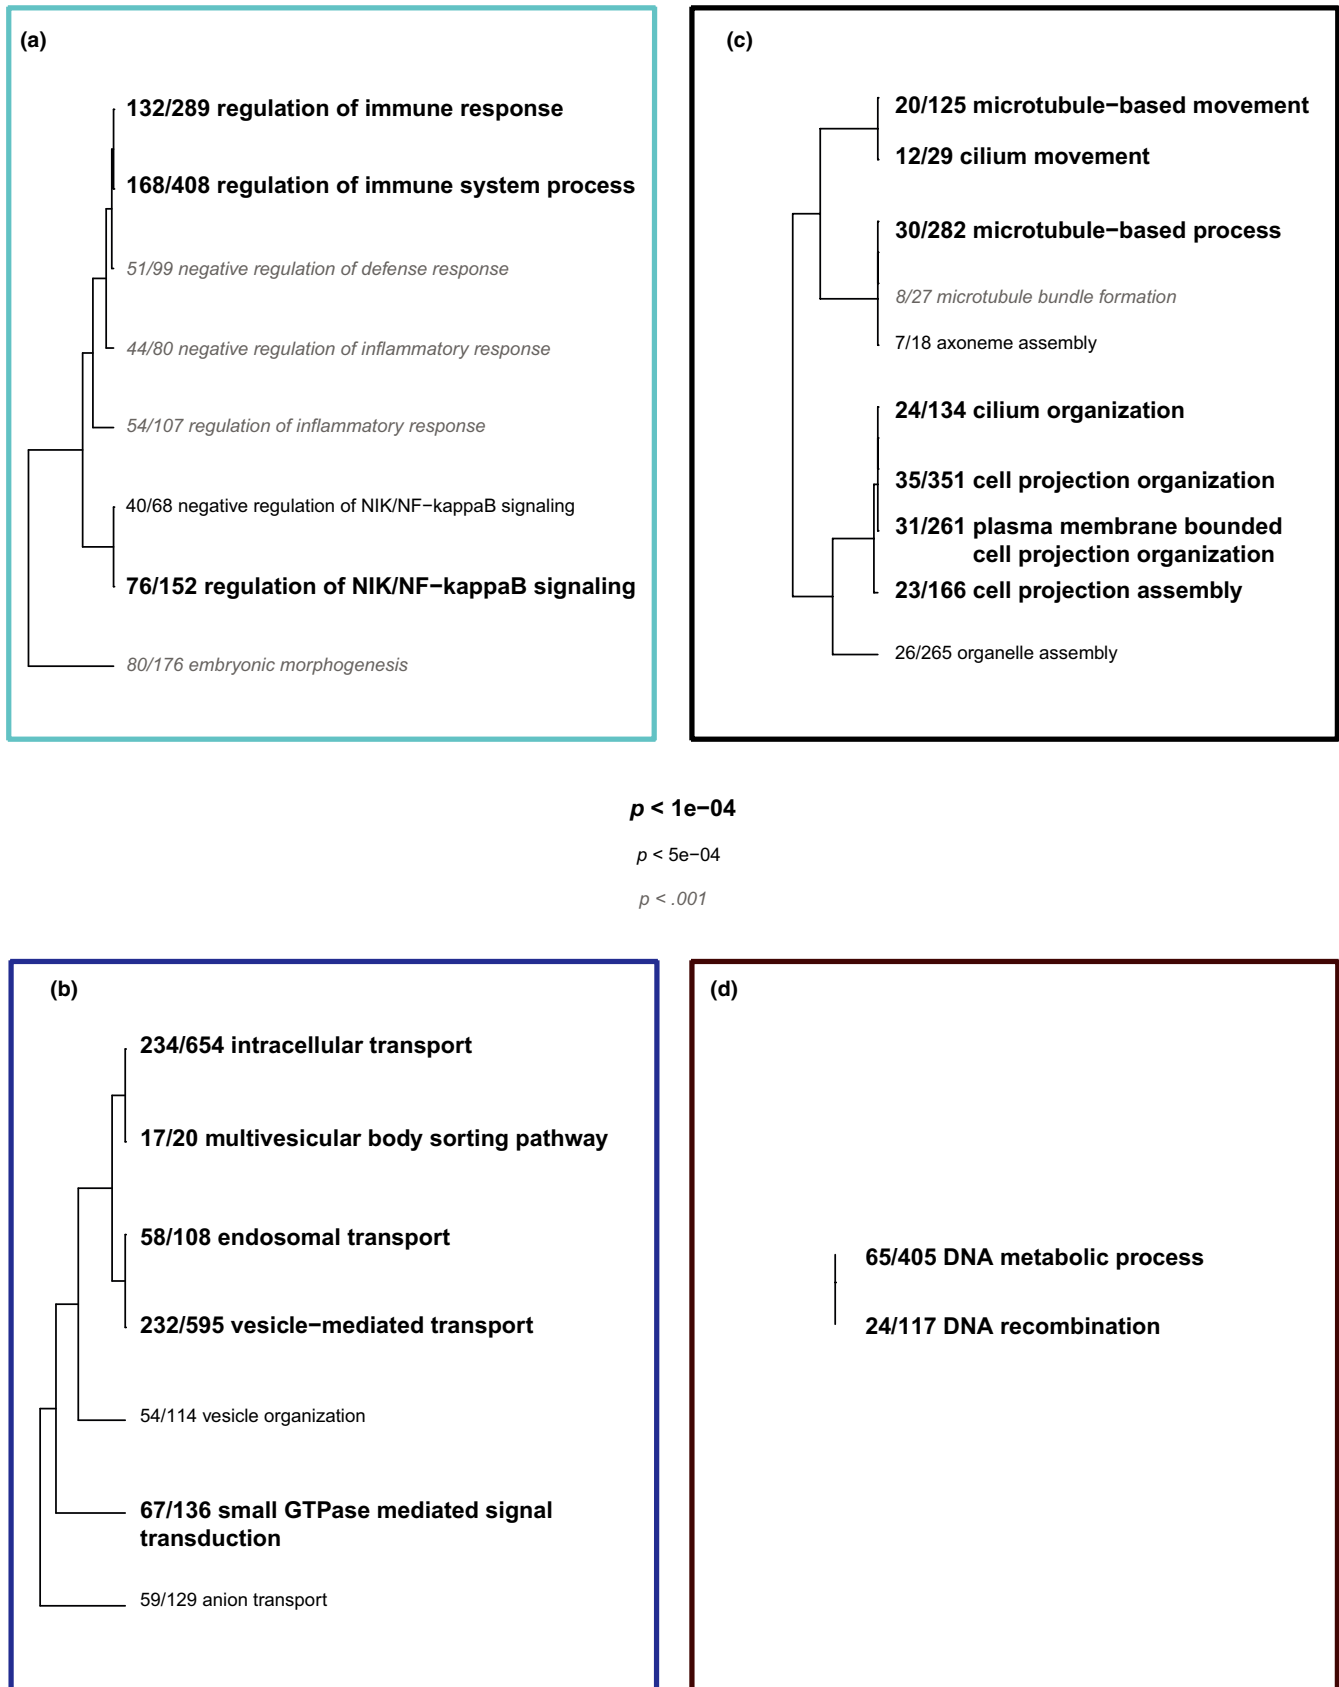 (a)
132/289 regulation of immune response
168/408 regulation of immune system process
51/99 negative regulation of defense response
44/80 negative regulation of inflammatory response
54/107 regulation of inflammatory response
40/68 negative regulation of NIK/NF−kappaB signaling
76/152 regulation of NIK/NF−kappaB signaling
80/176 embryonic morphogenesis
(c)
20/125 microtubule−based movement
12/29 cilium movement
30/282 microtubule−based process
8/27 microtubule bundle formation
7/18 axoneme assembly
24/134 cilium organization
35/351 cell projection organization
31/261 plasma membrane bounded
cell projection organization
23/166 cell projection assembly
26/265 organelle assembly
p < 1e−04
p < 5e−04
p < .001
(b)
234/654 intracellular transport
17/20 multivesicular body sorting pathway
58/108 endosomal transport
232/595 vesicle−mediated transport
54/114 vesicle organization
67/136 small GTPase mediated signal
transduction
59/129 anion transport
(d)
65/405 DNA metabolic process
24/117 DNA recombination